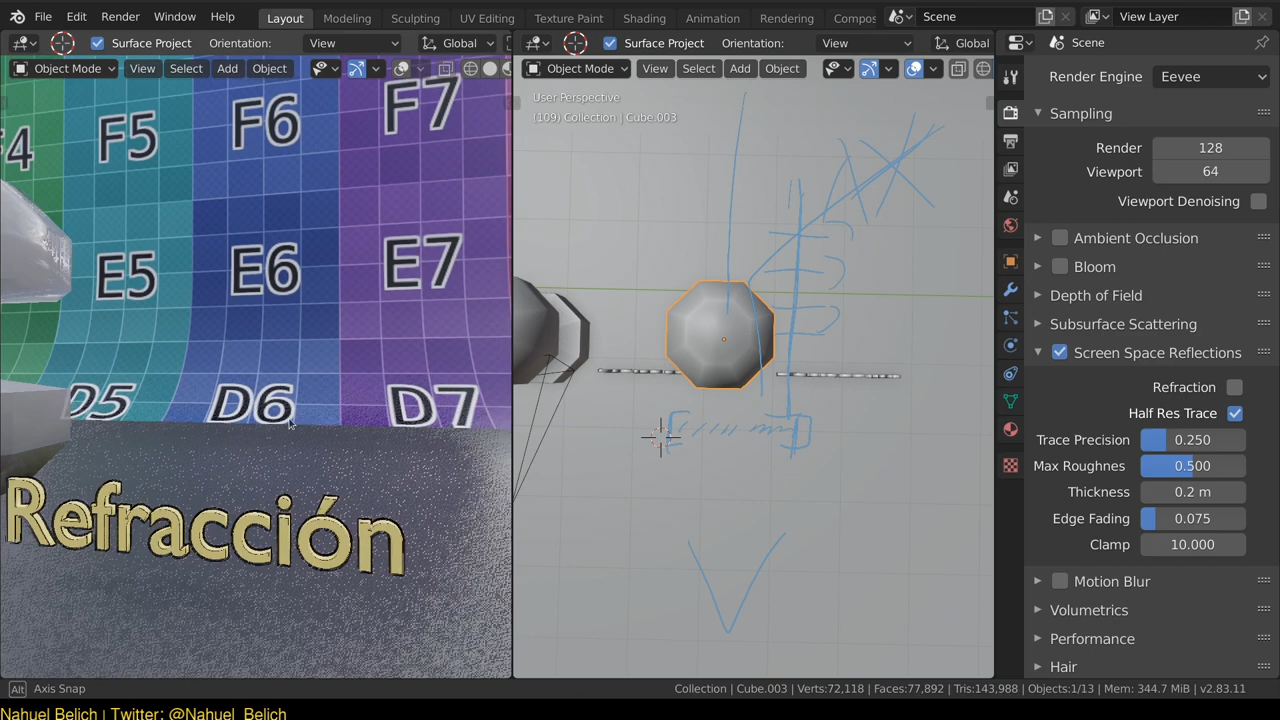 File Edit Render Window Help Layout Modeling Sculpting UV Editing Texture Paint Shading Animation Rendering Compos Scene View Layer
Surface Project Orientation: View Global
Surface Project Orientation: View Global
Scene
Object Mode View Select Add Object
Object Mode View Select Add Object
Render Engine Eevee
User Perspective
(109) Collection | Cube.003
Sampling
Render 128
Viewport 64
Viewport Denoising
Ambient Occlusion
Bloom
Depth of Field
Subsurface Scattering
Screen Space Reflections
Refraction
Half Res Trace
Trace Precision 0.250
Max Roughnes 0.500
Thickness 0.2 m
Edge Fading 0.075
Clamp 10.000
Motion Blur
Volumetrics
Performance
Hair
F4 F5 F6 F7
E5 E6 E7
D5 D6 D7
Refracción
Alt Axis Snap
Collection | Cube.003 | Verts:72,118 | Faces:77,892 | Tris:143,988 | Objects:1/13 | Mem: 344.7 MiB | v2.83.11
Nahuel Belich | Twitter: @Nahuel_Belich